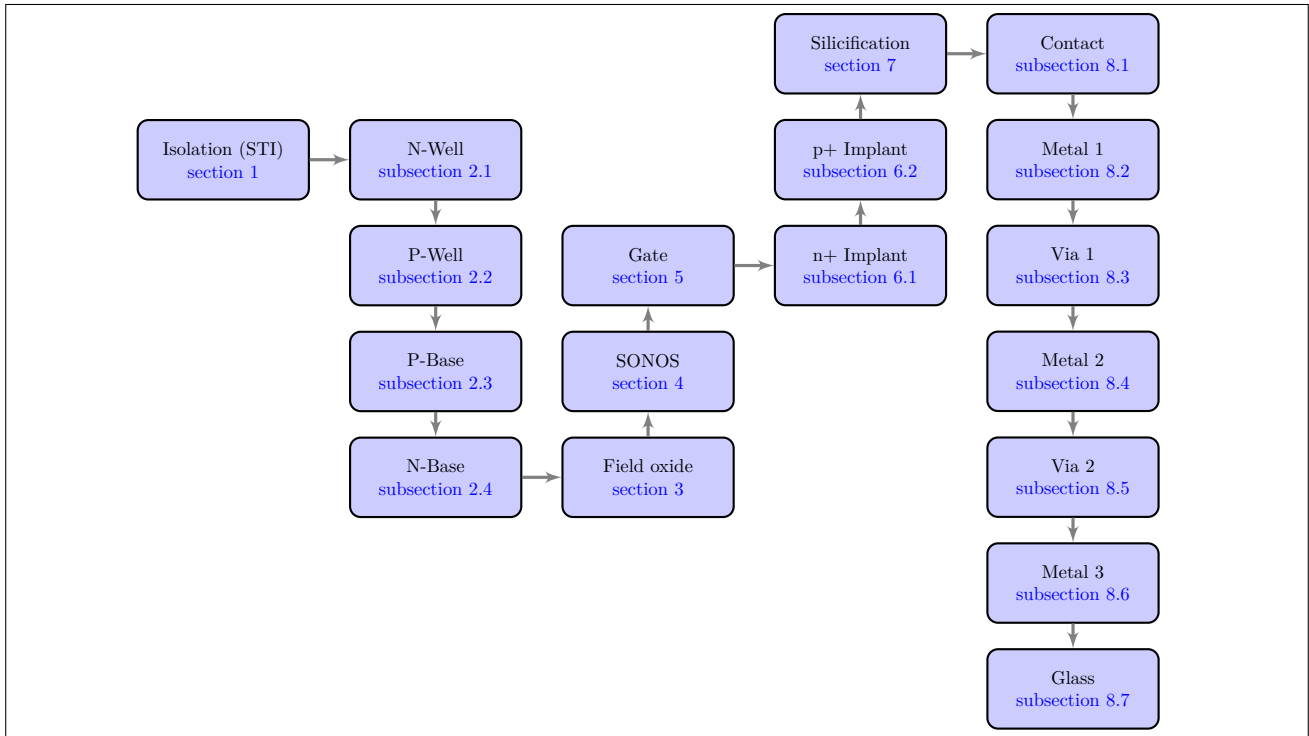 Isolation (STI)
section 1
N-Well
subsection 2.1
P-Well
subsection 2.2
P-Base
subsection 2.3
N-Base
subsection 2.4
Field oxide
section 3
SONOS
section 4
Gate
section 5
n+ Implant
subsection 6.1
p+ Implant
subsection 6.2
Silicification
section 7
Contact
subsection 8.1
Metal 1
subsection 8.2
Via 1
subsection 8.3
Metal 2
subsection 8.4
Via 2
subsection 8.5
Metal 3
subsection 8.6
Glass
subsection 8.7